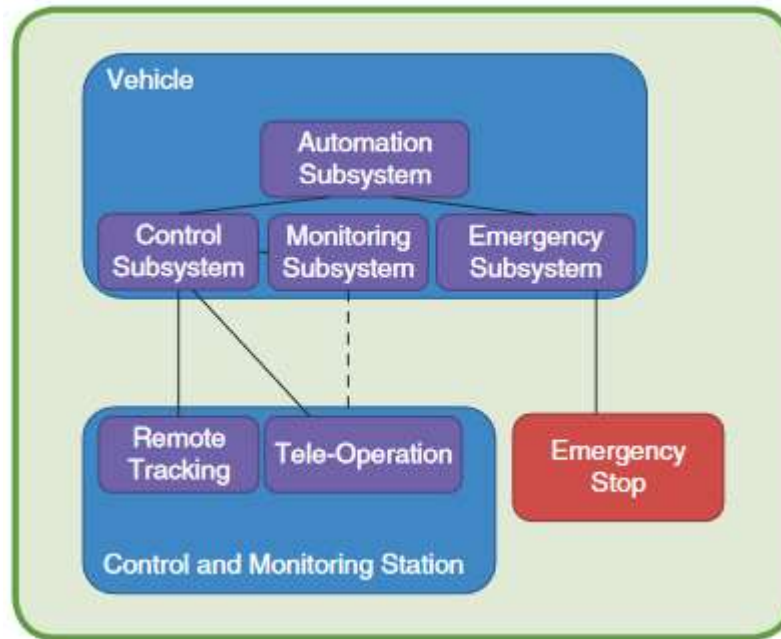 Vehicle
Automation
Subsystem
Control
Subsystem
Monitoring
Subsystem
Emergency
Subsystem
Remote
Tracking
Tele-Operation
Emergency
Stop
Control and Monitoring Station